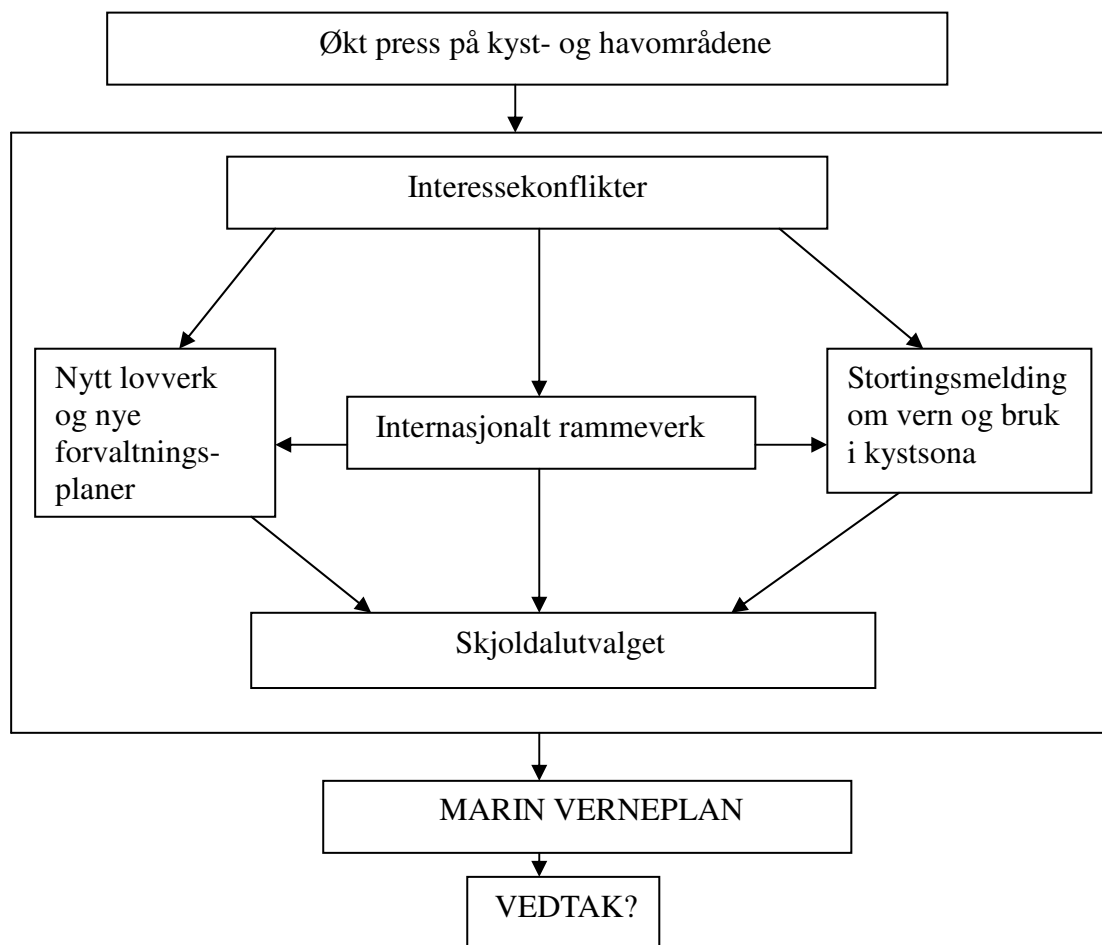 Økt press på kyst- og havområdene
Interessekonflikter
Nytt lovverk
og nye
forvaltnings-
planer
Internasjonalt rammeverk
Stortingsmelding
om vern og bruk
i kystsona
Skjoldalutvalget
MARIN VERNEPLAN
VEDTAK?